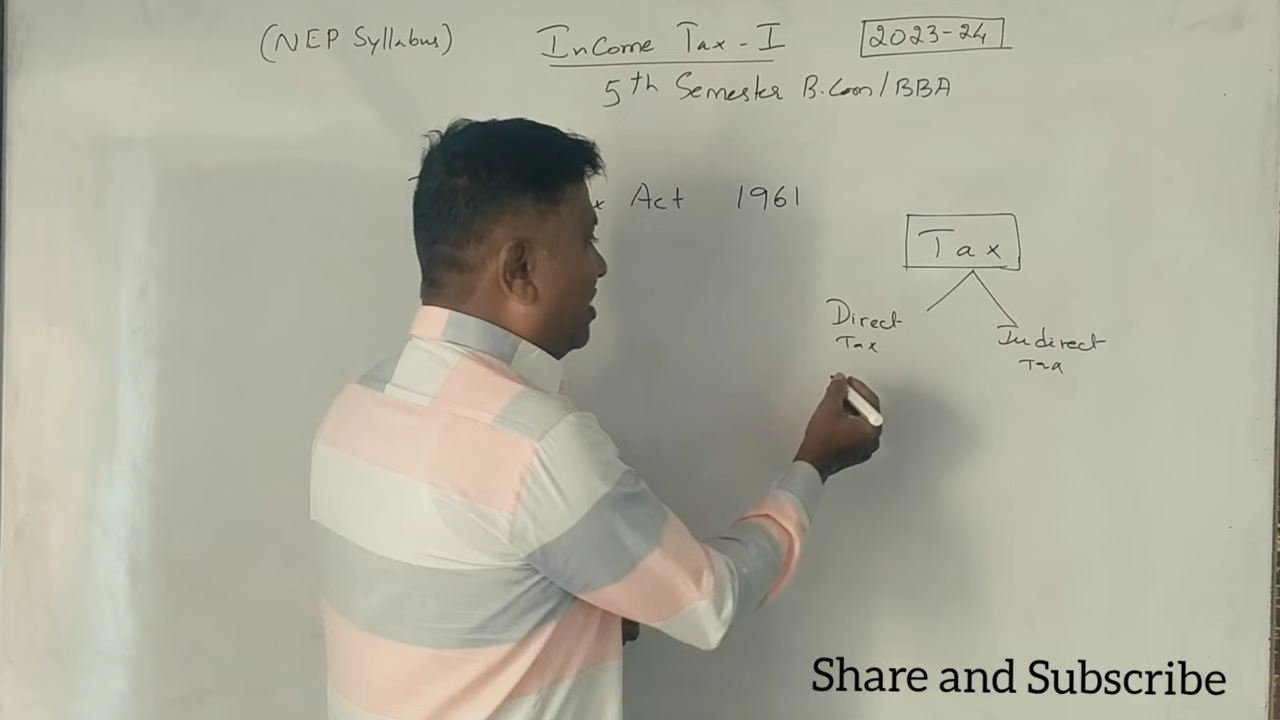 (NEP Syllabus) Income Tax - I 2023-24
5th Semester B.Com/BBA
Act 1961
Tax
Direct Tax
Indirect Tax
Share and Subscribe